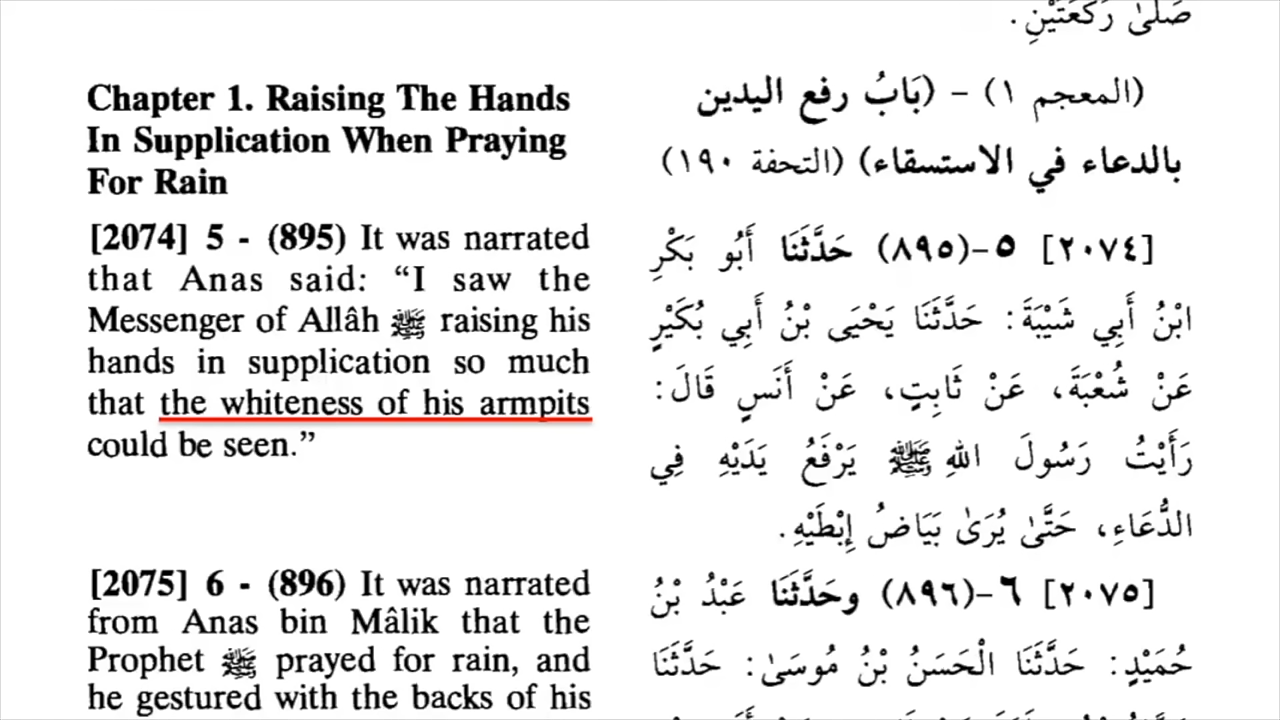 Chapter 1. Raising The Hands
In Supplication When Praying
For Rain
[2074] 5 - (895) It was narrated
that Anas said: “I saw the
Messenger of Allâh ﷺ raising his
hands in supplication so much
that the whiteness of his armpits
could be seen.”
[2075] 6 - (896) It was narrated
from Anas bin Mâlik that the
Prophet ﷺ prayed for rain, and
he gestured with the backs of his
صَلَّىٰ رَكْعَتَيْنِ.
(المعجم ١) - (بَابُ رفع اليدين
بالدعاء في الاستسقاء) (التحفة ١٩٠)
[٢٠٧٤] ٥-(٨٩٥) حَدَّثَنَا أَبُو بَكْرِ
ابْنُ أَبِي شَيْبَةَ: حَدَّثَنَا يَحْيَى بْنُ أَبِي بُكَيْرٍ
عَنْ شُعْبَةَ، عَنْ ثَابِتٍ، عَنْ أَنَسٍ قَالَ:
رَأَيْتُ رَسُولَ اللهِ ﷺ يَرْفَعُ يَدَيْهِ فِي
الدُّعَاءِ، حَتَّىٰ يُرَىٰ بَيَاضُ إِبْطَيْهِ.
[٢٠٧٥] ٦-(٨٩٦) وحَدَّثَنَا عَبْدُ بْنُ
حُمَيْدٍ: حَدَّثَنَا الْحَسَنُ بْنُ مُوسَىٰ: حَدَّثَنَا